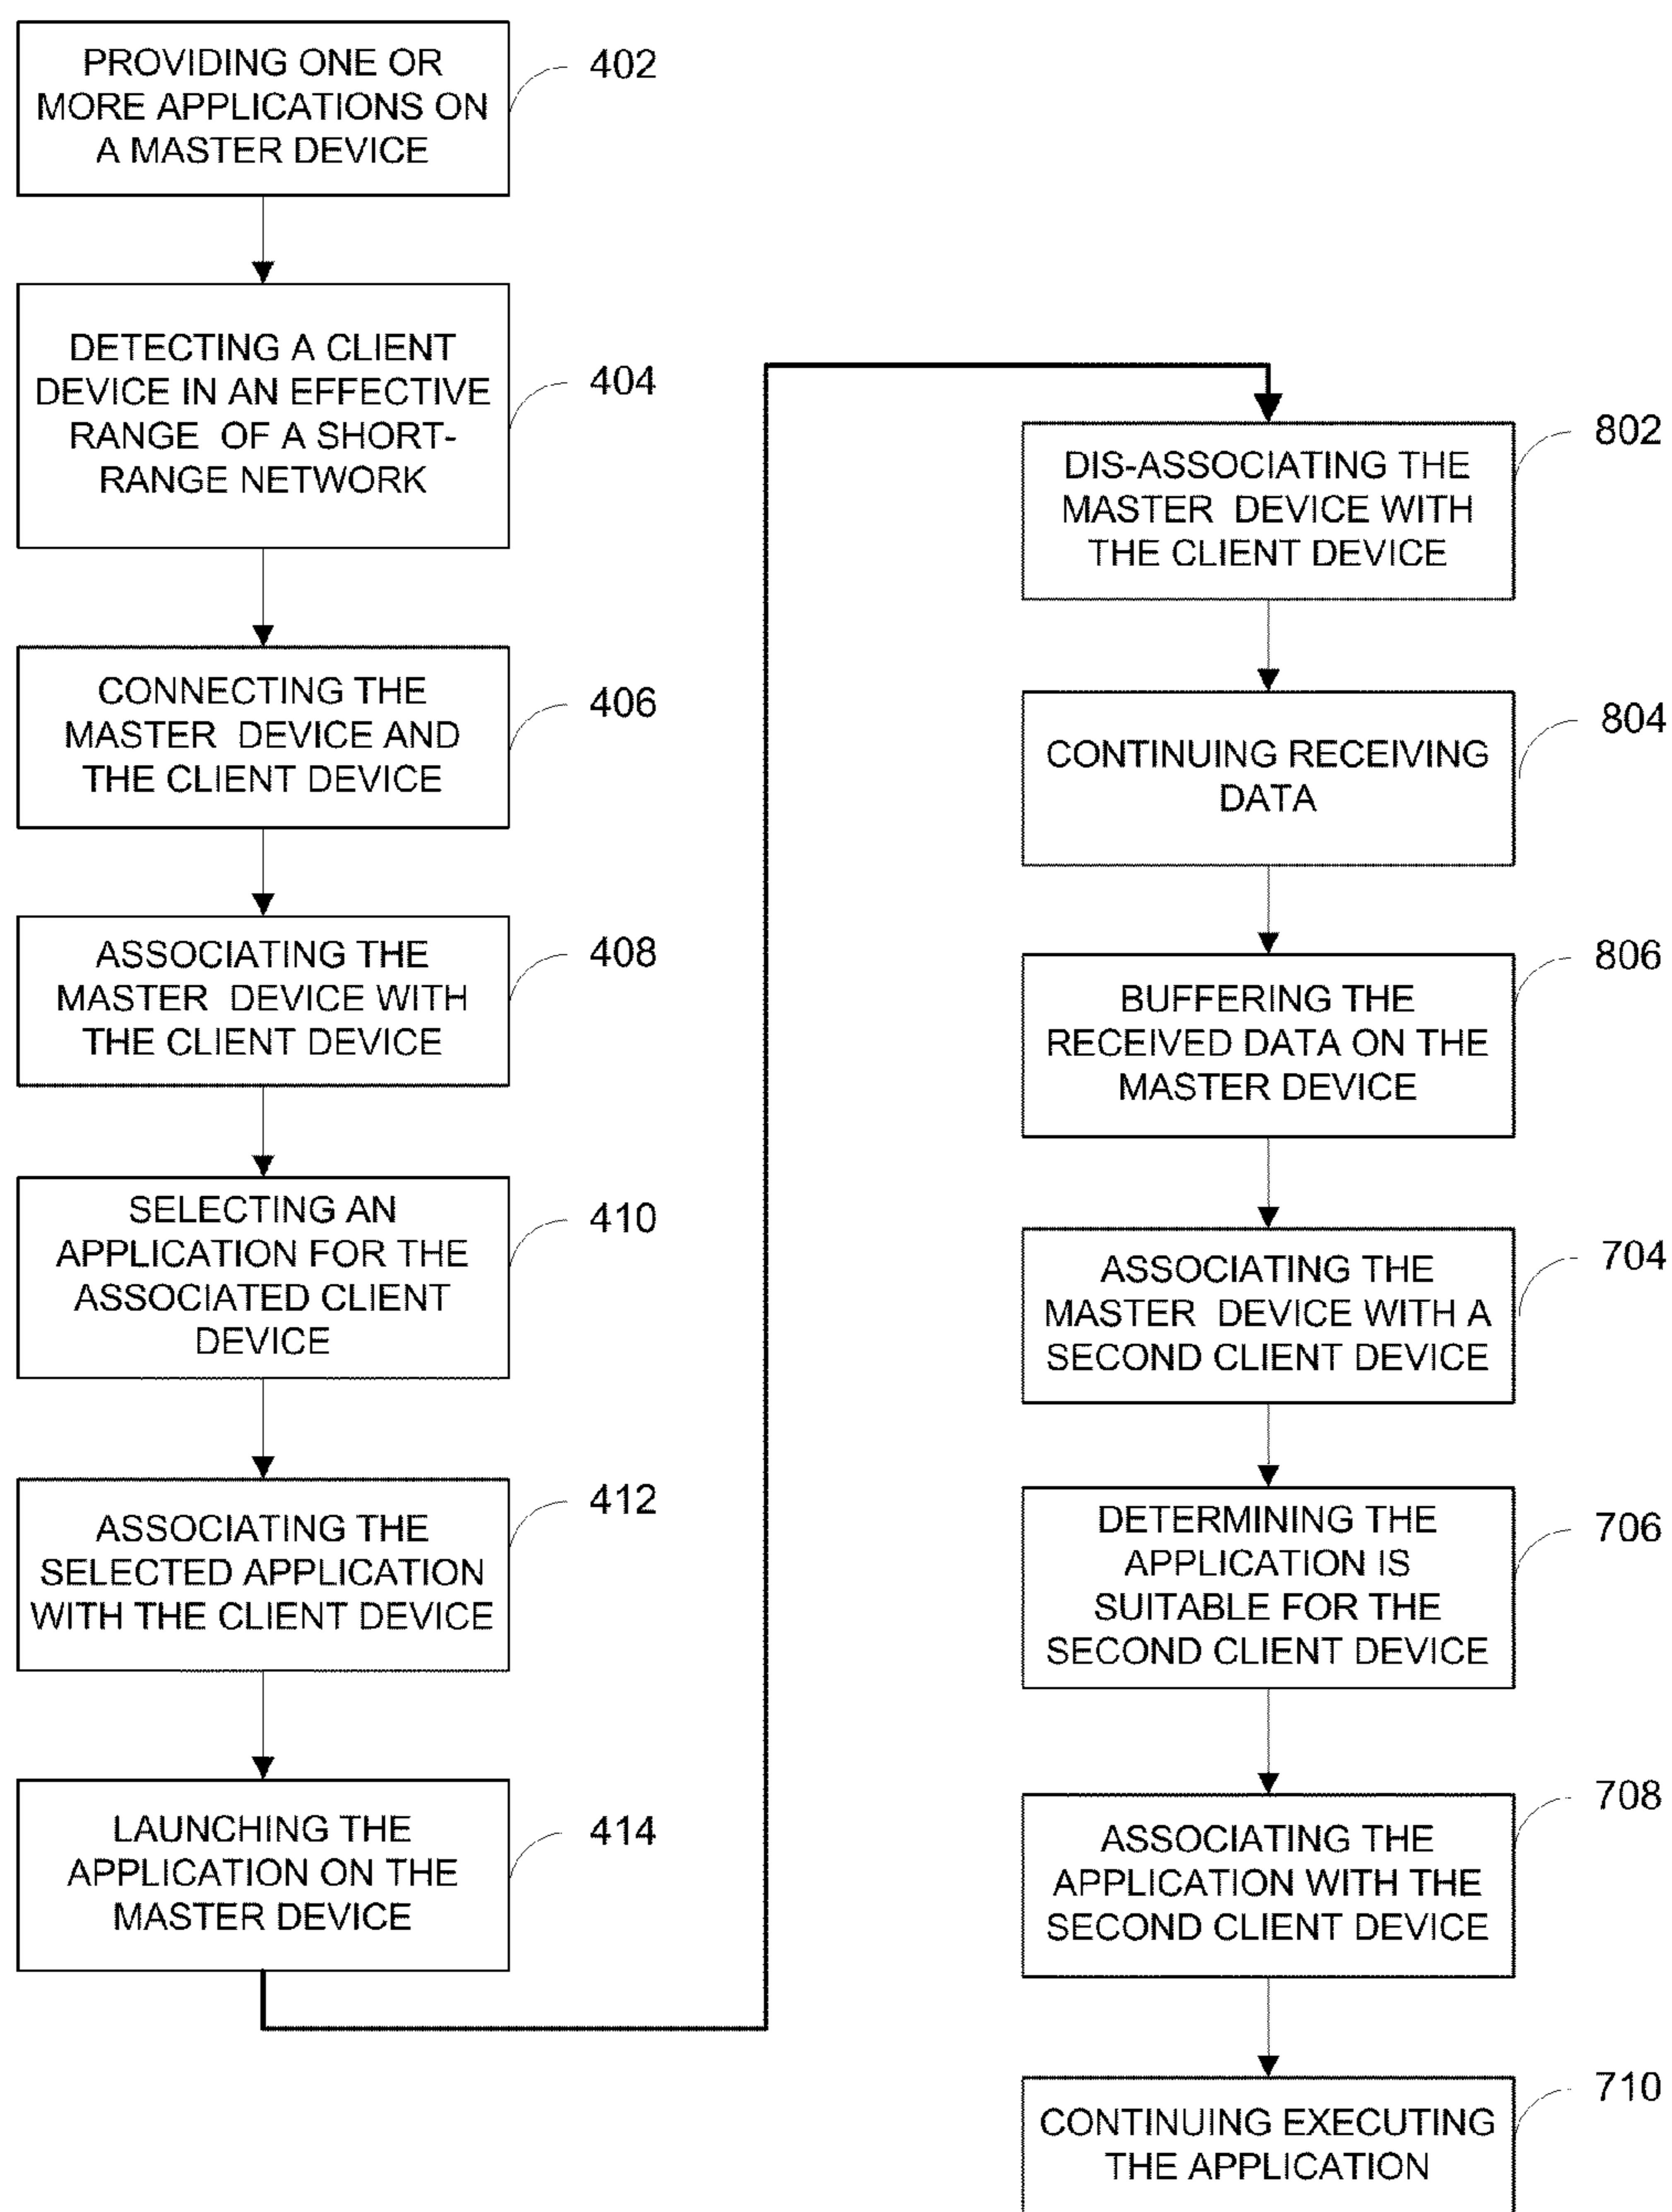 PROVIDING ONE OR
MORE APPLICATIONS ON
A MASTER DEVICE
402
DETECTING A CLIENT
DEVICE IN AN EFFECTIVE
RANGE OF A SHORT-
RANGE NETWORK
404
CONNECTING THE
MASTER DEVICE AND
THE CLIENT DEVICE
406
ASSOCIATING THE
MASTER DEVICE WITH
THE CLIENT DEVICE
408
SELECTING AN
APPLICATION FOR THE
ASSOCIATED CLIENT
DEVICE
410
ASSOCIATING THE
SELECTED APPLICATION
WITH THE CLIENT DEVICE
412
LAUNCHING THE
APPLICATION ON THE
MASTER DEVICE
414
DIS-ASSOCIATING THE
MASTER DEVICE WITH
THE CLIENT DEVICE
802
CONTINUING RECEIVING
DATA
804
BUFFERING THE
RECEIVED DATA ON THE
MASTER DEVICE
806
ASSOCIATING THE
MASTER DEVICE WITH A
SECOND CLIENT DEVICE
704
DETERMINING THE
APPLICATION IS
SUITABLE FOR THE
SECOND CLIENT DEVICE
706
ASSOCIATING THE
APPLICATION WITH THE
SECOND CLIENT DEVICE
708
CONTINUING EXECUTING
THE APPLICATION
710